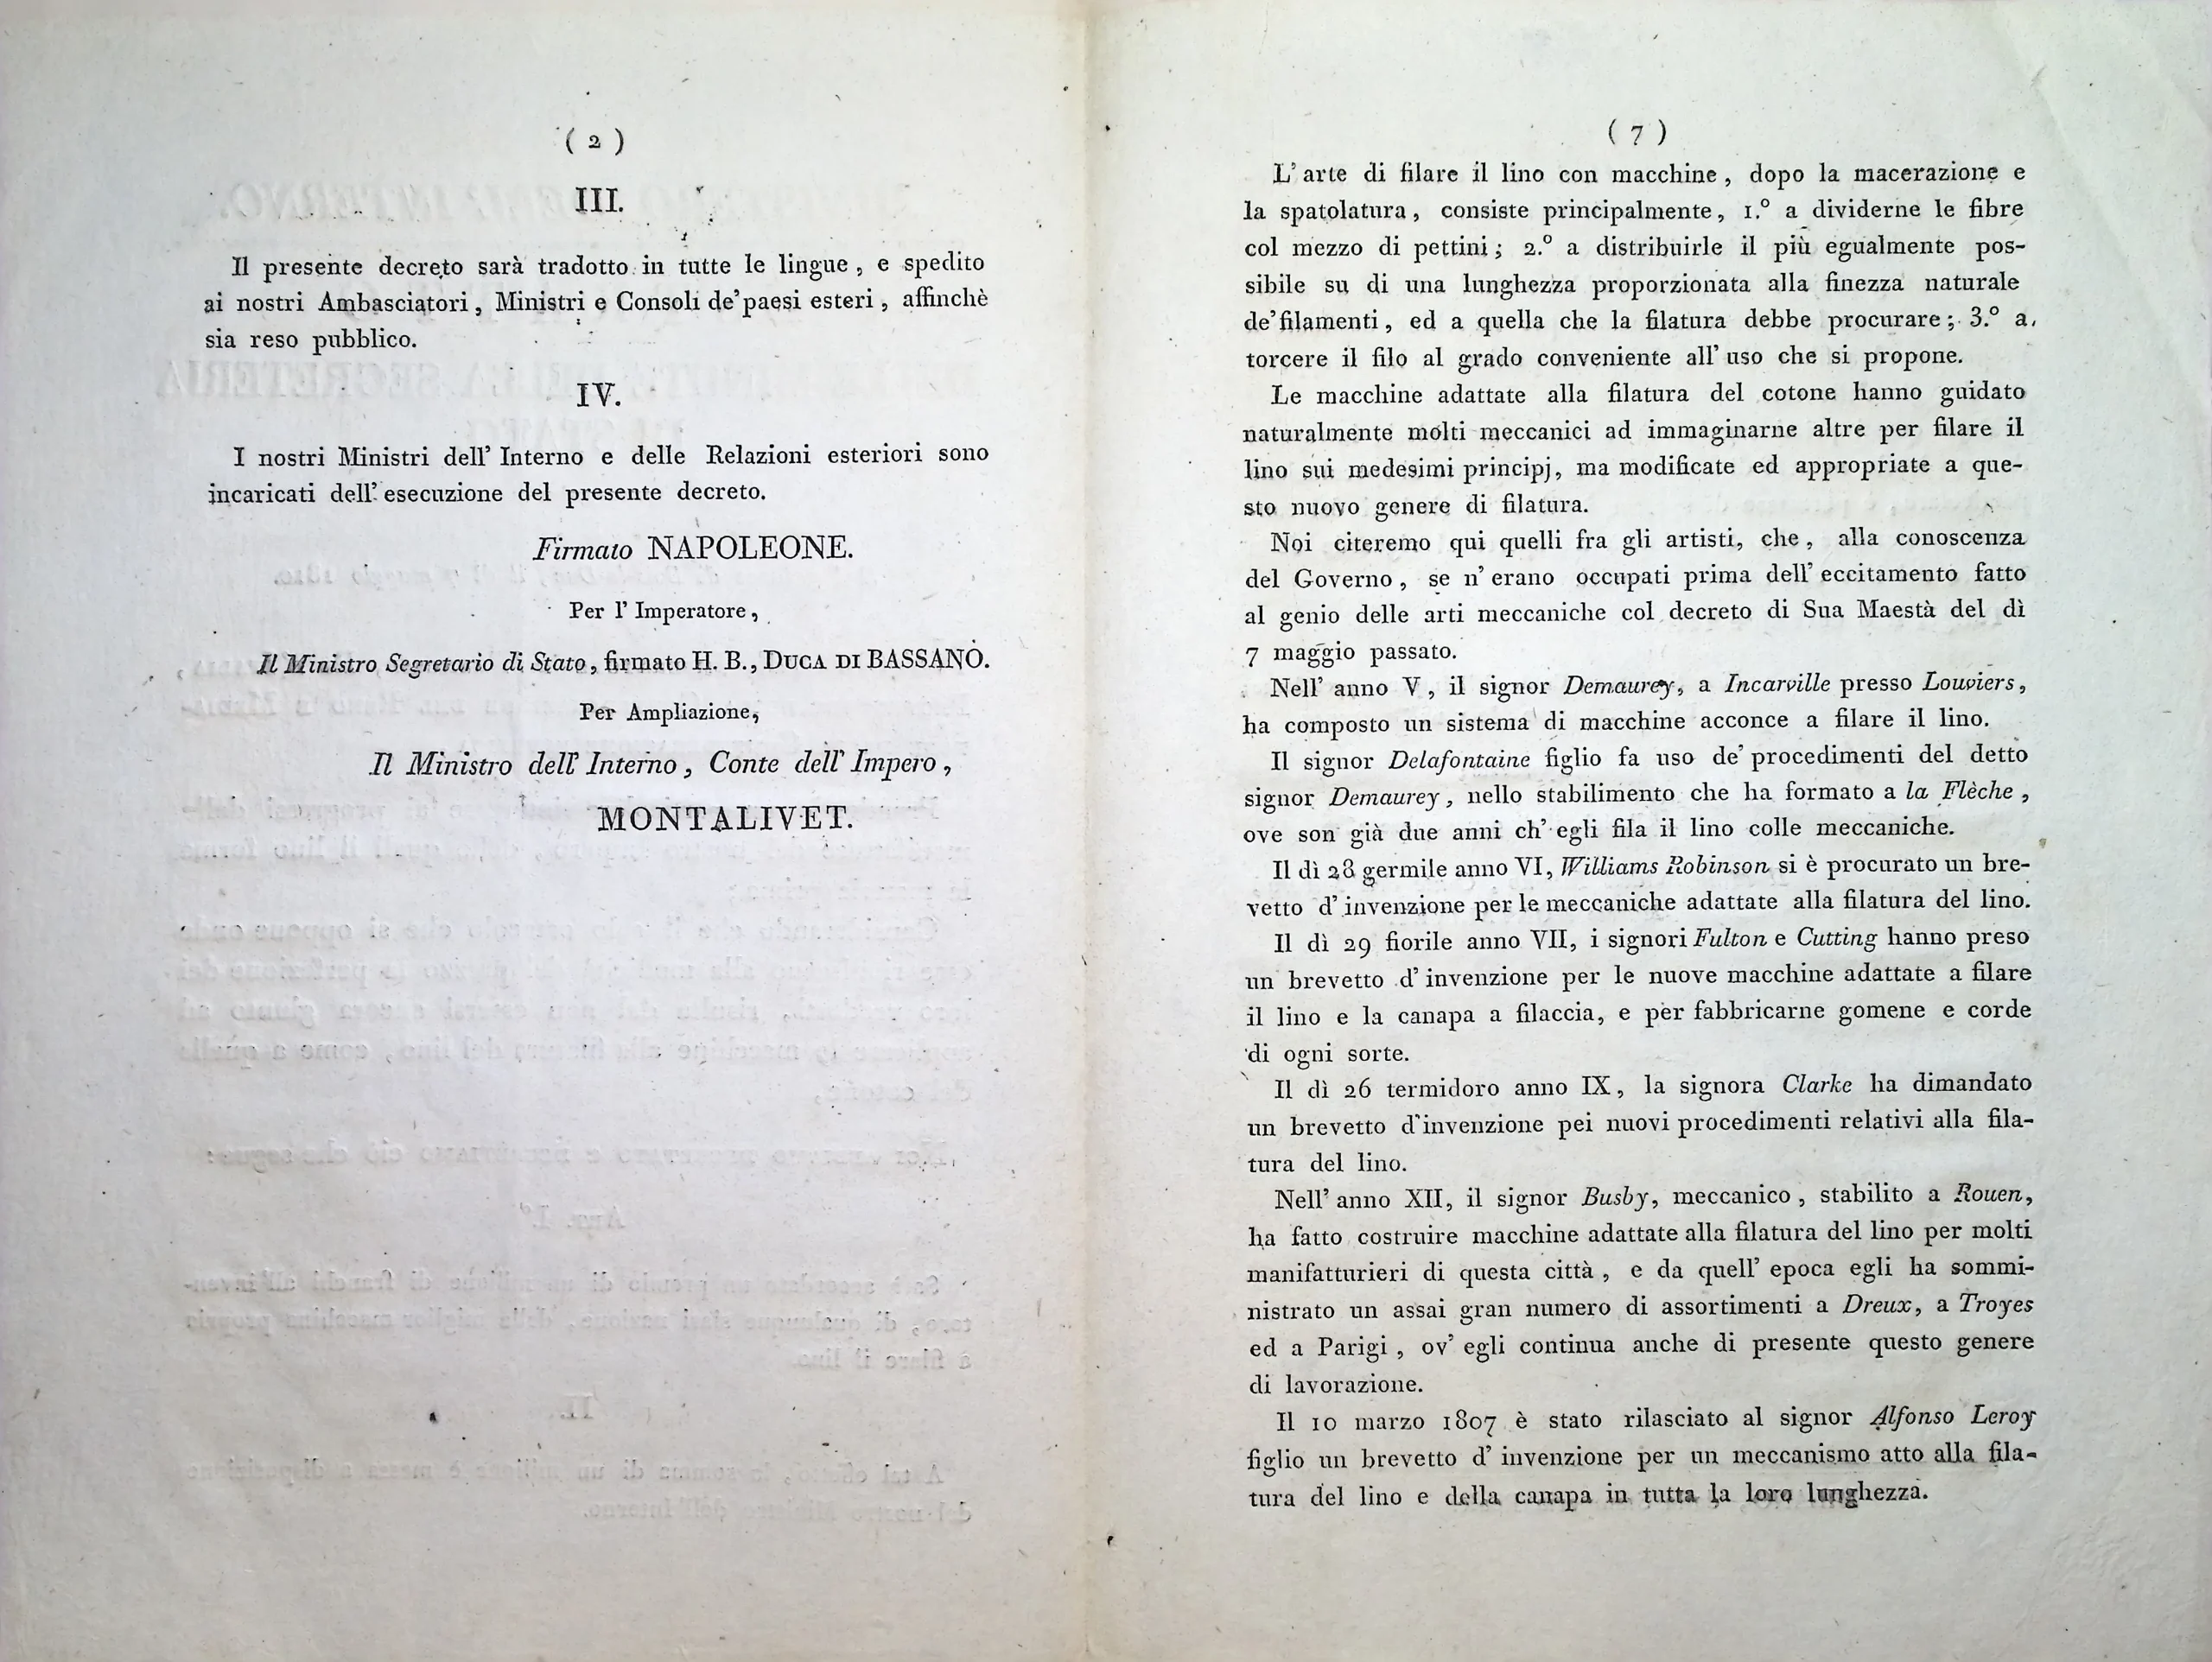 ( 2 )
III.
Il presente decreto sarà tradotto in tutte le lingue, e spedito
ai nostri Ambasciatori, Ministri e Consoli de'paesi esteri, affinchè
sia reso pubblico.
IV.
I nostri Ministri dell' Interno e delle Relazioni esteriori sono
incaricati dell' esecuzione del presente decreto.
Firmato NAPOLEONE.
Per l' Imperatore,
Il Ministro Segretario di Stato, firmato H. B., DUCA DI BASSANO.
Per Ampliazione,
Il Ministro dell' Interno, Conte dell' Impero,
MONTALIVET.
( 7 )
L' arte di filare il lino con macchine, dopo la macerazione e
la spatolatura, consiste principalmente, 1.° a dividerne le fibre
col mezzo di pettini; 2.° a distribuirle il più egualmente pos-
sibile su di una lunghezza proporzionata alla finezza naturale
de'filamenti, ed a quella che la filatura debbe procurare; 3.° a
torcere il filo al grado conveniente all' uso che si propone.
Le macchine adattate alla filatura del cotone hanno guidato
naturalmente molti meccanici ad immaginarne altre per filare il
lino sui medesimi principj, ma modificate ed appropriate a que-
sto nuovo genere di filatura.
Noi citeremo qui quelli fra gli artisti, che, alla conoscenza
del Governo, se n' erano occupati prima dell' eccitamento fatto
al genio delle arti meccaniche col decreto di Sua Maestà del dì
7 maggio passato.
Nell' anno V, il signor Demaurey, a Incarville presso Louviers,
ha composto un sistema di macchine acconce a filare il lino.
Il signor Delafontaine figlio fa uso de' procedimenti del detto
signor Demaurey, nello stabilimento che ha formato a la Flèche,
ove son già due anni ch' egli fila il lino colle meccaniche.
Il dì 28 germile anno VI, Williams Robinson si è procurato un bre-
vetto d' invenzione per le meccaniche adattate alla filatura del lino.
Il dì 29 fiorile anno VII, i signori Fulton e Cutting hanno preso
un brevetto d' invenzione per le nuove macchine adattate a filare
il lino e la canapa a filaccia, e per fabbricarne gomene e corde
di ogni sorte.
Il dì 26 termidoro anno IX, la signora Clarke ha dimandato
un brevetto d'invenzione pei nuovi procedimenti relativi alla fila-
tura del lino.
Nell' anno XII, il signor Busby, meccanico, stabilito a Rouen,
ha fatto costruire macchine adattate alla filatura del lino per molti
manifatturieri di questa città, e da quell' epoca egli ha sommi-
nistrato un assai gran numero di assortimenti a Dreux, a Troyes
ed a Parigi, ov' egli continua anche di presente questo genere
di lavorazione.
Il 10 marzo 1807 è stato rilasciato al signor Alfonso Leroy
figlio un brevetto d' invenzione per un meccanismo atto alla fila-
tura del lino e della canapa in tutta la loro lunghezza.